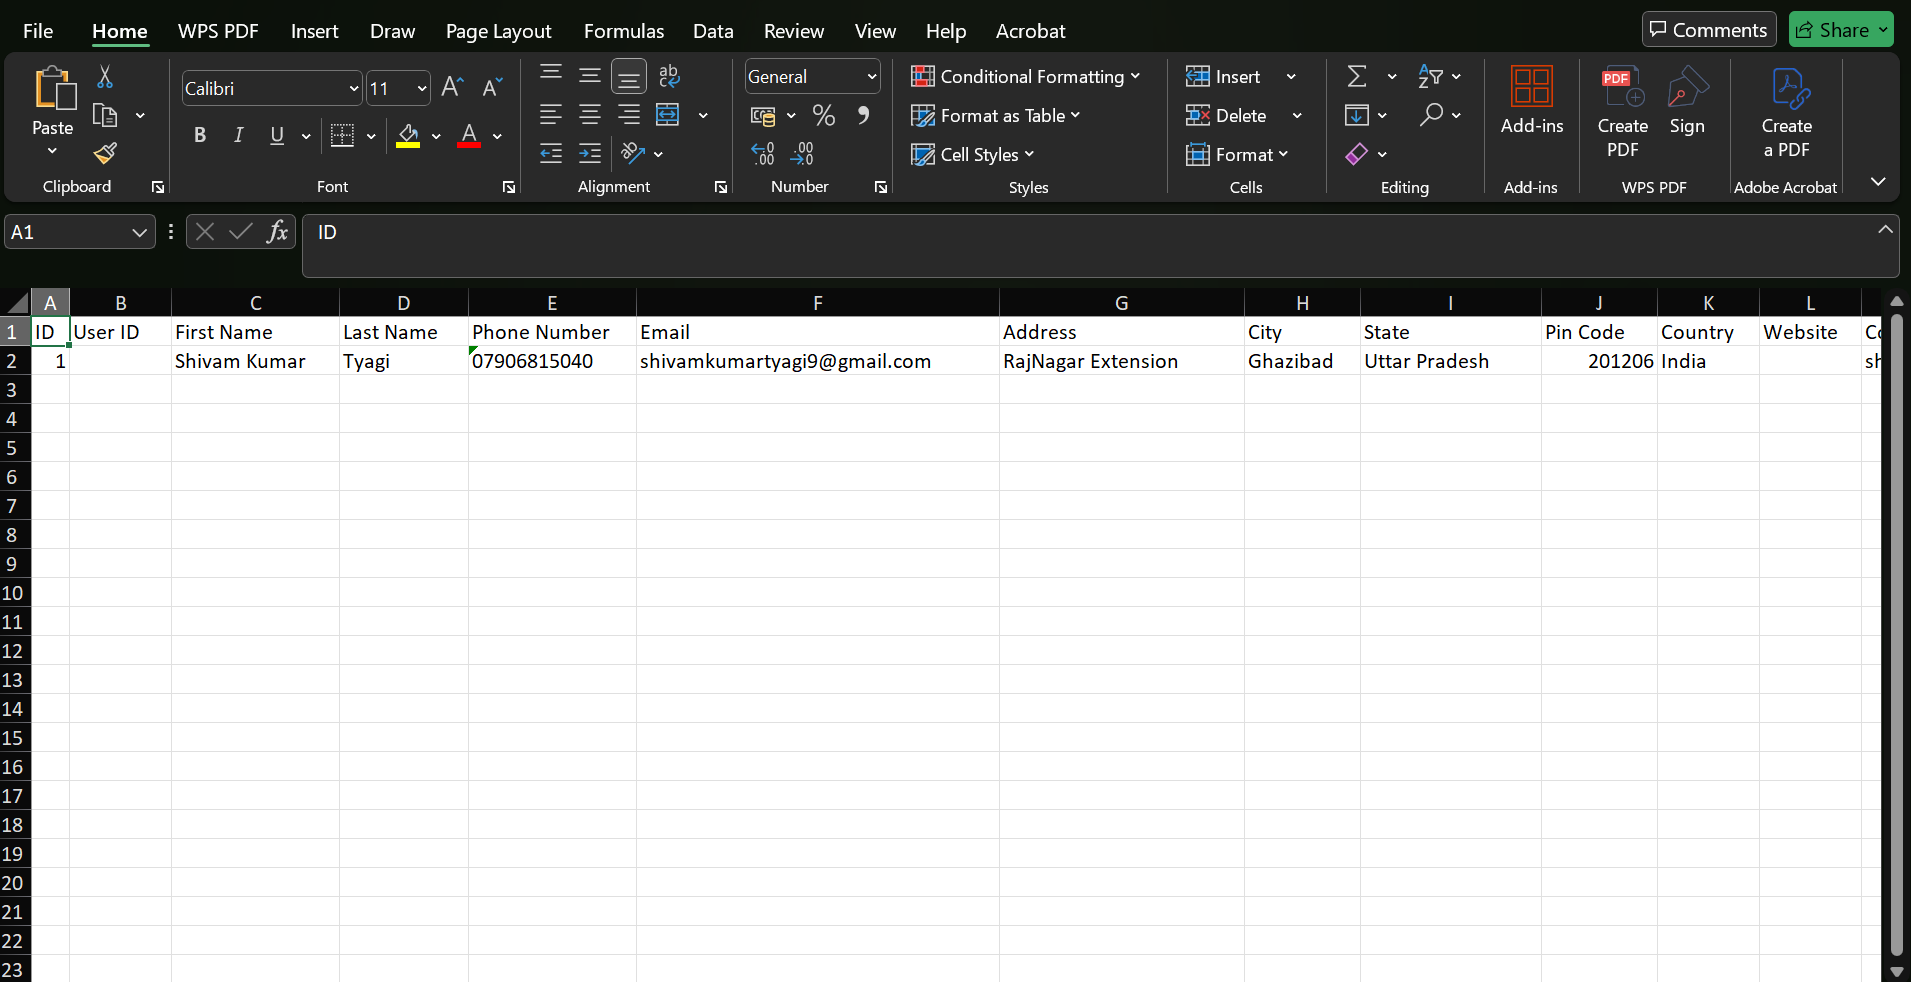 File Home WPS PDF Insert Draw Page Layout Formulas Data Review View Help Acrobat Comments Share
Paste
Calibri 11
B I U A
ab
General
% 9
Conditional Formatting
Format as Table
Cell Styles
Insert
Delete
Format
Add-ins
PDF
Create PDF
Sign
Create a PDF
Clipboard Font Alignment Number Styles Cells Editing Add-ins WPS PDF Adobe Acrobat
A1 fx ID
A B C D E F G H I J K L
1 ID User ID First Name Last Name Phone Number Email Address City State Pin Code Country Website
2 1 Shivam Kumar Tyagi 07906815040 shivamkumartyagi9@gmail.com RajNagar Extension Ghazibad Uttar Pradesh 201206 India
3
4
5
6
7
8
9
10
11
12
13
14
15
16
17
18
19
20
21
22
23